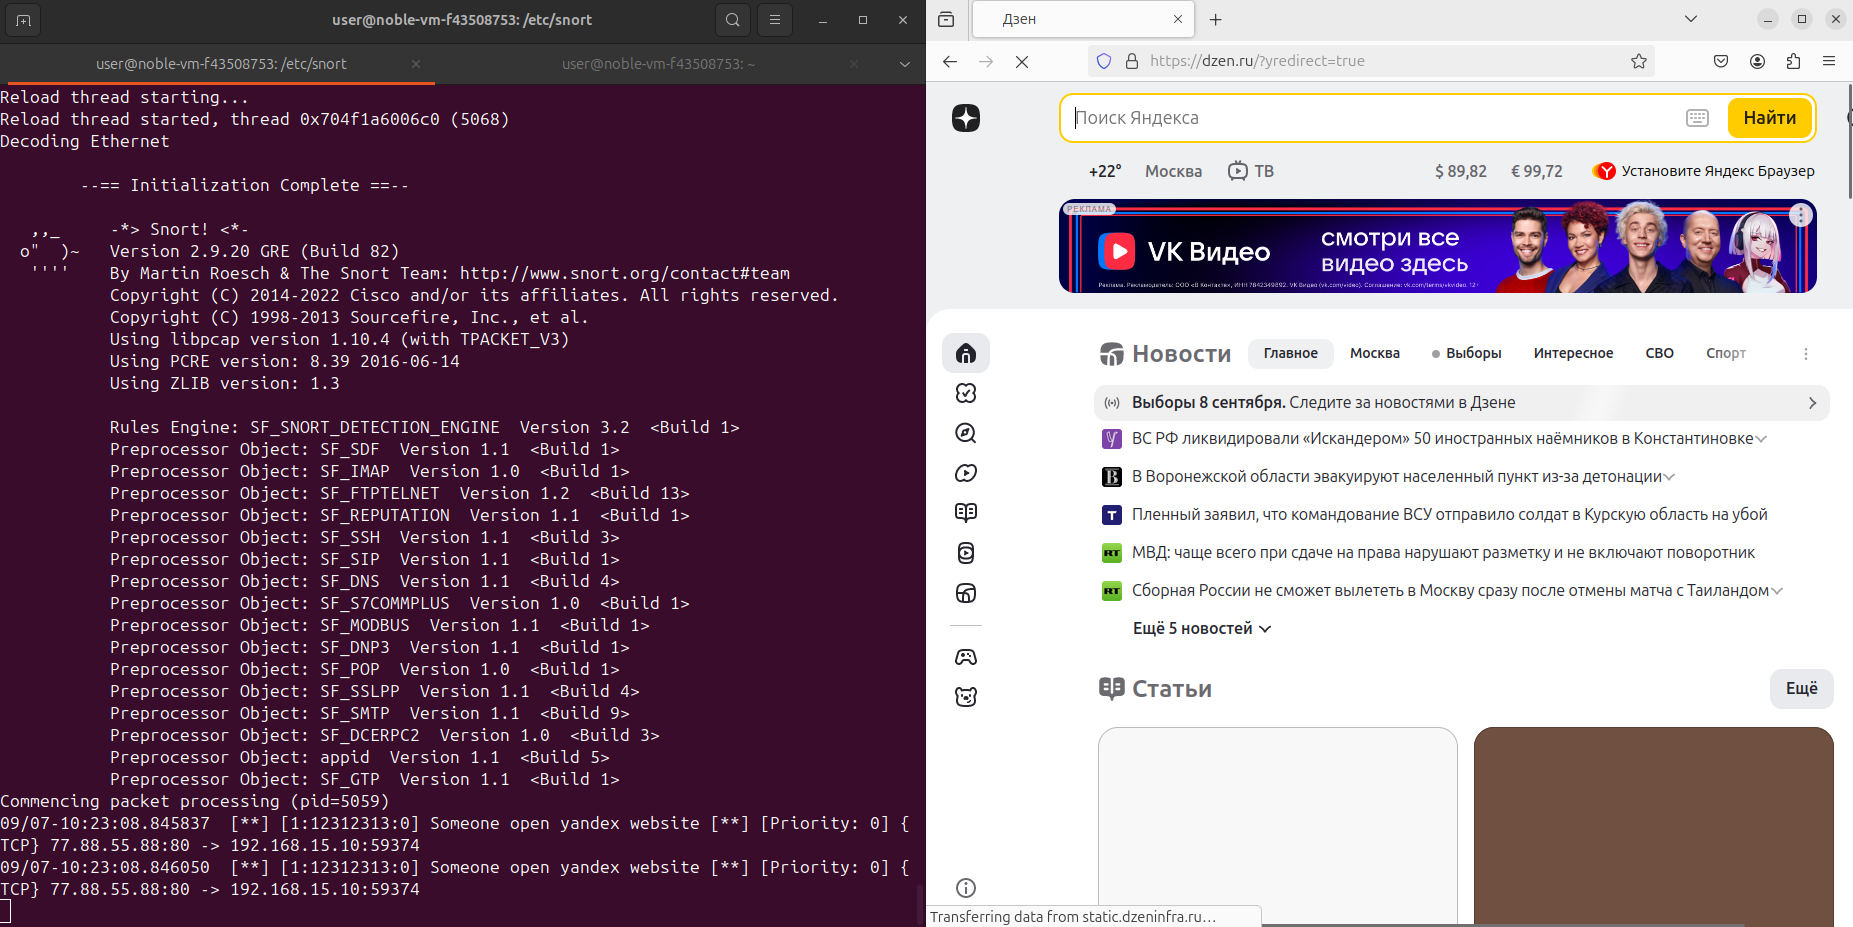 user@noble-vm-f43508753: /etc/snort
user@noble-vm-f43508753: /etc/snort
user@noble-vm-f43508753: ~
Reload thread starting...
Reload thread started, thread 0x704f1a6006c0 (5068)
Decoding Ethernet
--== Initialization Complete ==--
,,_     -*> Snort! <*-
o"  )~   Version 2.9.20 GRE (Build 82)
''''    By Martin Roesch & The Snort Team: http://www.snort.org/contact#team
Copyright (C) 2014-2022 Cisco and/or its affiliates. All rights reserved.
Copyright (C) 1998-2013 Sourcefire, Inc., et al.
Using libpcap version 1.10.4 (with TPACKET_V3)
Using PCRE version: 8.39 2016-06-14
Using ZLIB version: 1.3
Rules Engine: SF_SNORT_DETECTION_ENGINE  Version 3.2  <Build 1>
Preprocessor Object: SF_SDF  Version 1.1  <Build 1>
Preprocessor Object: SF_IMAP  Version 1.0  <Build 1>
Preprocessor Object: SF_FTPTELNET  Version 1.2  <Build 13>
Preprocessor Object: SF_REPUTATION  Version 1.1  <Build 1>
Preprocessor Object: SF_SSH  Version 1.1  <Build 3>
Preprocessor Object: SF_SIP  Version 1.1  <Build 1>
Preprocessor Object: SF_DNS  Version 1.1  <Build 4>
Preprocessor Object: SF_S7COMMPLUS  Version 1.0  <Build 1>
Preprocessor Object: SF_MODBUS  Version 1.1  <Build 1>
Preprocessor Object: SF_DNP3  Version 1.1  <Build 1>
Preprocessor Object: SF_POP  Version 1.0  <Build 1>
Preprocessor Object: SF_SSLPP  Version 1.1  <Build 4>
Preprocessor Object: SF_SMTP  Version 1.1  <Build 9>
Preprocessor Object: SF_DCERPC2  Version 1.0  <Build 3>
Preprocessor Object: appid  Version 1.1  <Build 5>
Preprocessor Object: SF_GTP  Version 1.1  <Build 1>
Commencing packet processing (pid=5059)
09/07-10:23:08.845837  [**] [1:12312313:0] Someone open yandex website [**] [Priority: 0] {
TCP} 77.88.55.88:80 -> 192.168.15.10:59374
09/07-10:23:08.846050  [**] [1:12312313:0] Someone open yandex website [**] [Priority: 0] {
TCP} 77.88.55.88:80 -> 192.168.15.10:59374
Дзен
https://dzen.ru/?yredirect=true
Поиск Яндекса
Найти
+22° Москва ТВ $ 89,82 € 99,72 Установите Яндекс Браузер
РЕКЛАМА
VK Видео
смотри все
видео здесь
Реклама. Рекламодатель: ООО «В Контакте», ИНН 7842349892. VK Видео (vk.com/video). Соглашение: vk.com/terms/vkvideo. 12+
Новости Главное Москва Выборы Интересное СВО Спорт
Выборы 8 сентября. Следите за новостями в Дзене
ВС РФ ликвидировали «Искандером» 50 иностранных наёмников в Константиновке
В Воронежской области эвакуируют населенный пункт из-за детонации
Пленный заявил, что командование ВСУ отправило солдат в Курскую область на убой
RT МВД: чаще всего при сдаче на права нарушают разметку и не включают поворотник
RT Сборная России не сможет вылететь в Москву сразу после отмены матча с Таиландом
Ещё 5 новостей
Статьи
Ещё
Transferring data from static.dzeninfra.ru…